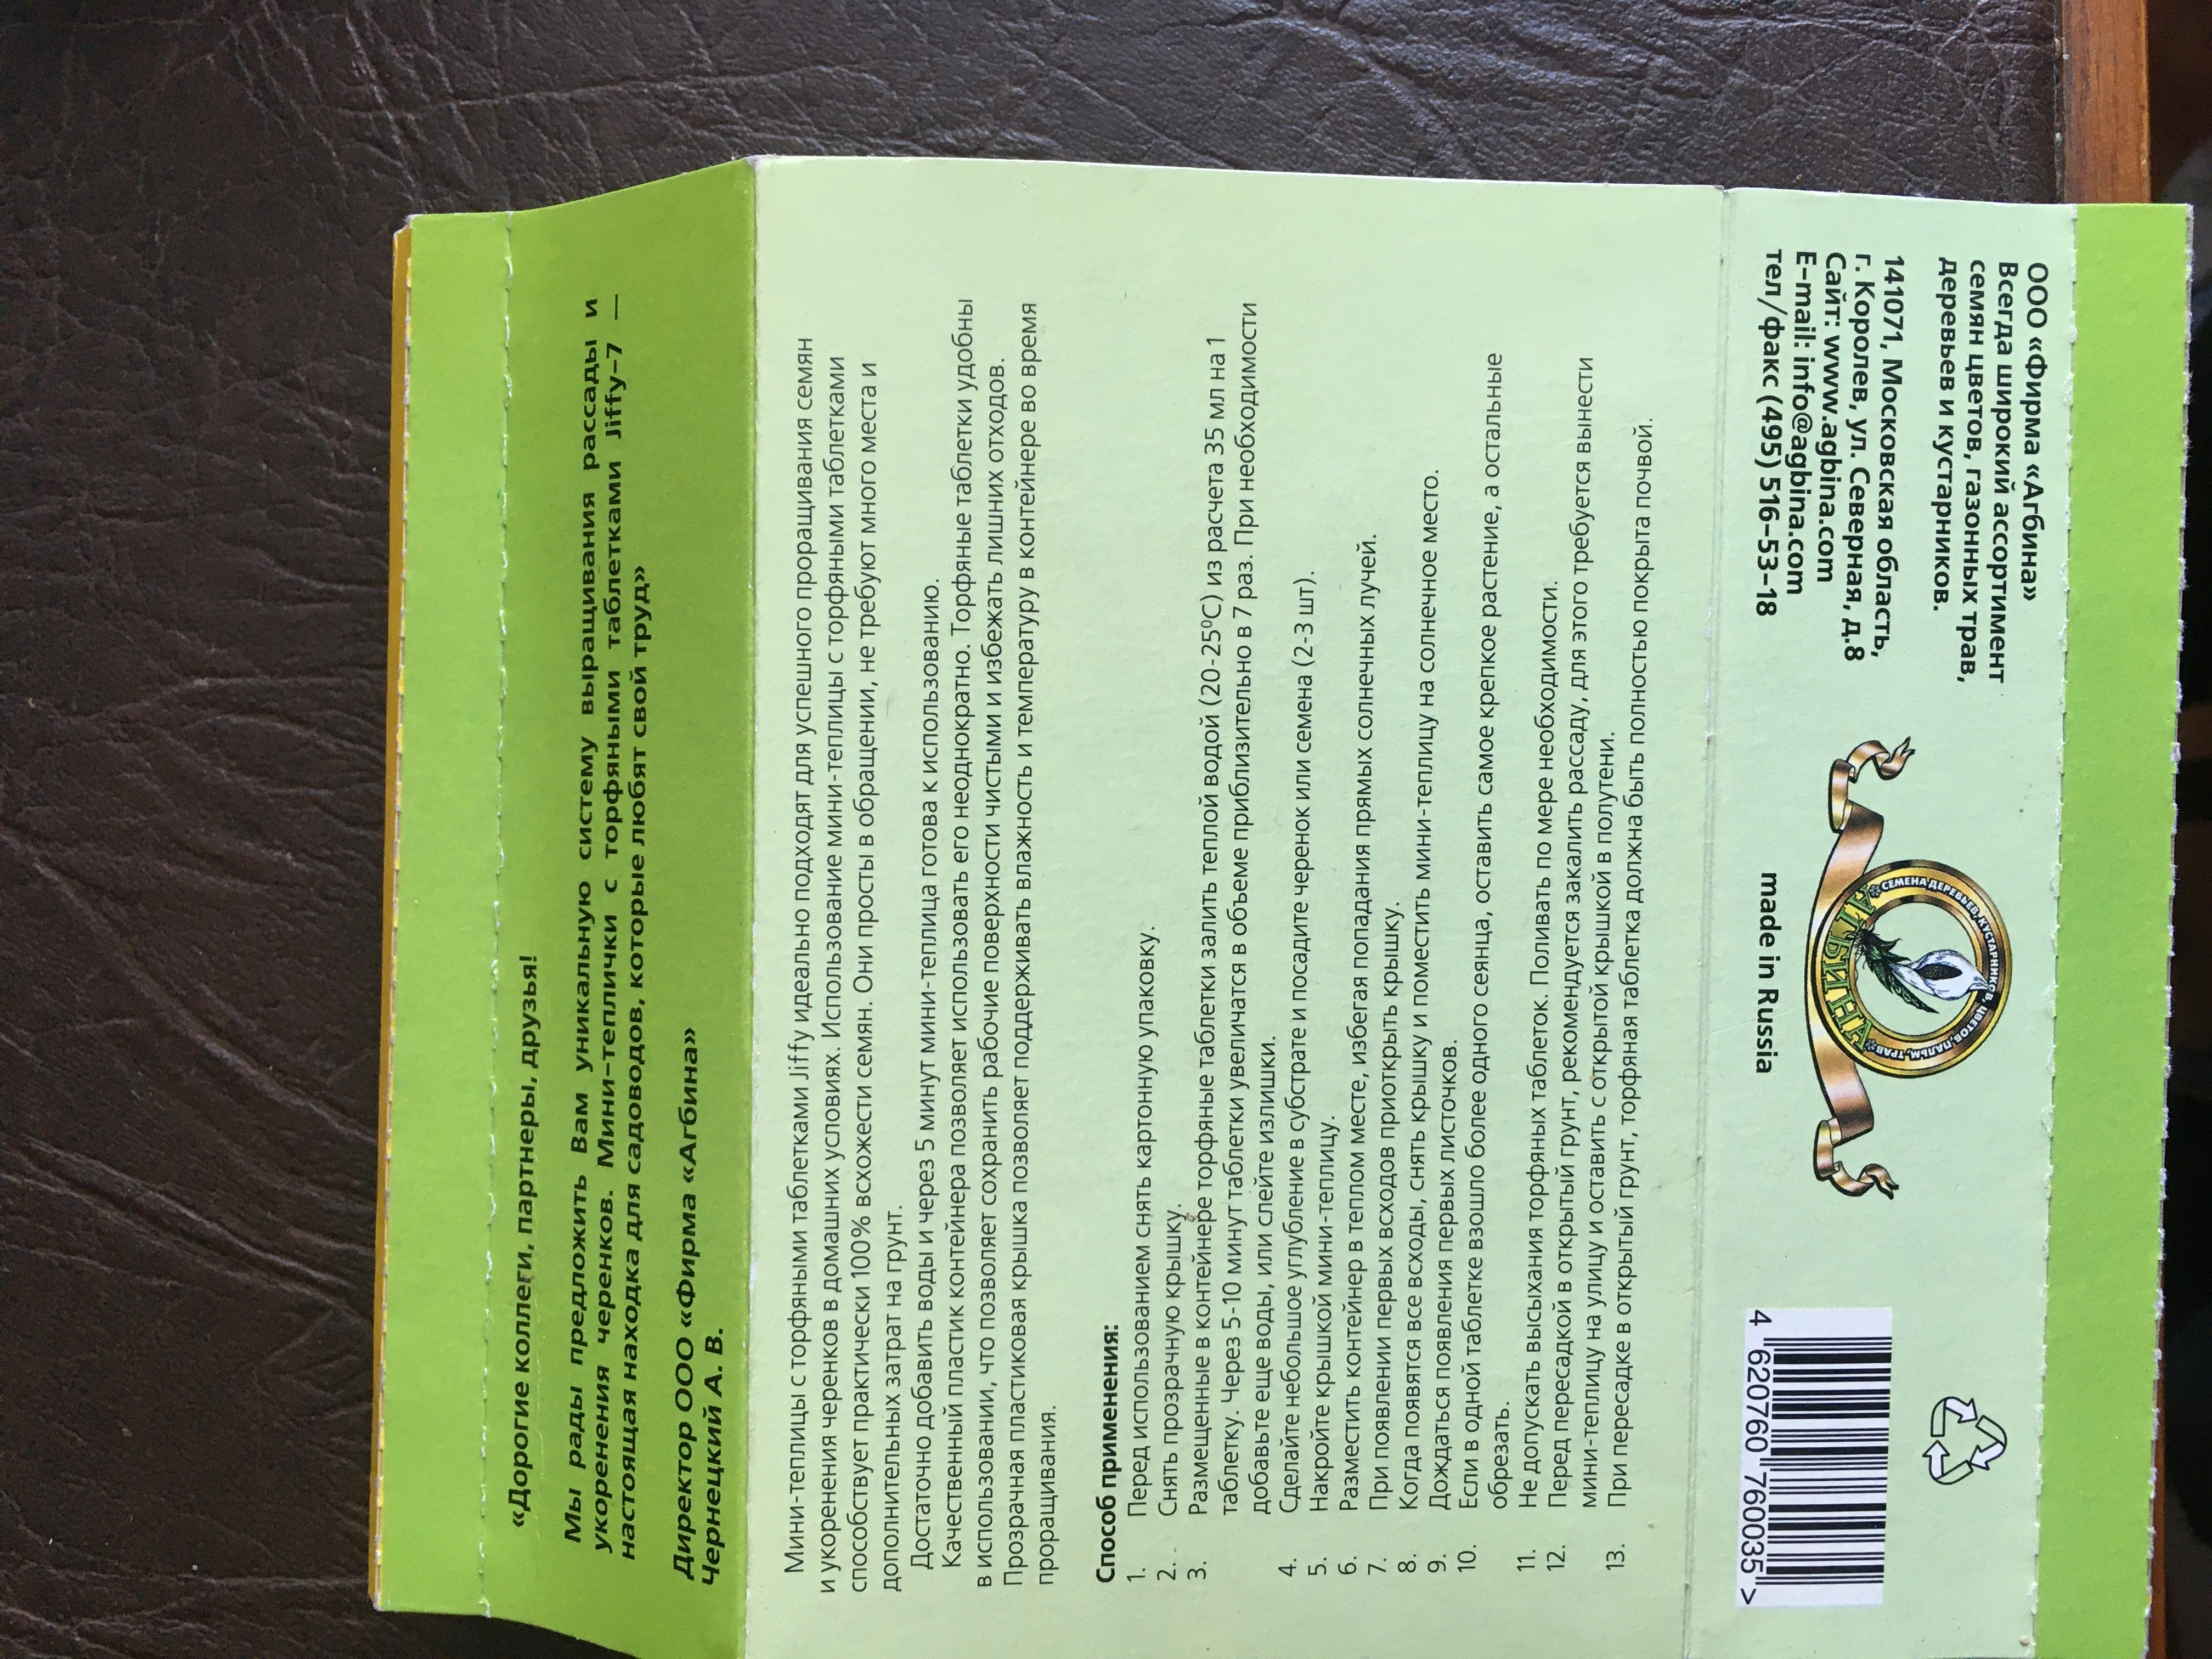 «Дорогие коллеги, партнеры, друзья!
Мы рады предложить Вам уникальную систему выращивания рассады и
укоренения черенков. Мини-теплички с торфяными таблетками Jiffy-7 —
настоящая находка для садоводов, которые любят свой труд»
Директор ООО «Фирма «Агбина»
Чернецкий А. В.
Мини-теплицы с торфяными таблетками Jiffy идеально подходят для успешного проращивания семян
и укоренения черенков в домашних условиях. Использование мини-теплицы с торфяными таблетками
способствует практически 100% всхожести семян. Они просты в обращении, не требуют много места и
дополнительных затрат на грунт.
Достаточно добавить воды и через 5 минут мини-теплица готова к использованию.
Качественный пластик контейнера позволяет использовать его неоднократно. Торфяные таблетки удобны
в использовании, что позволяет сохранить рабочие поверхности чистыми и избежать лишних отходов.
Прозрачная пластиковая крышка позволяет поддерживать влажность и температуру в контейнере во время
проращивания.
Способ применения:
1. Перед использованием снять картонную упаковку.
2. Снять прозрачную крышку.
3. Размещенные в контейнере торфяные таблетки залить теплой водой (20-25⁰С) из расчета 35 мл на 1
таблетку. Через 5-10 минут таблетки увеличатся в объеме приблизительно в 7 раз. При необходимости
добавьте еще воды, или слейте излишки.
4. Сделайте небольшое углубление в субстрате и посадите черенок или семена (2-3 шт).
5. Накройте крышкой мини-теплицу.
6. Разместить контейнер в теплом месте, избегая попадания прямых солнечных лучей.
7. При появлении первых всходов приоткрыть крышку.
8. Когда появятся все всходы, снять крышку и поместить мини-теплицу на солнечное место.
9. Дождаться появления первых листочков.
10. Если в одной таблетке взошло более одного сеянца, оставить самое крепкое растение, а остальные
обрезать.
11. Не допускать высыхания торфяных таблеток. Поливать по мере необходимости.
12. Перед пересадкой в открытый грунт, рекомендуется закалить рассаду, для этого требуется вынести
мини-теплицу на улицу и оставить с открытой крышкой в полутени.
13. При пересадке в открытый грунт, торфяная таблетка должна быть полностью покрыта почвой.
ООО «Фирма «Агбина»
Всегда широкий ассортимент
семян цветов, газонных трав,
деревьев и кустарников.
141071, Московская область,
г. Королев, ул. Северная, д.8
Сайт: www.agbina.com
E-mail: info@agbina.com
тел/факс (495) 516-53-18
СЕМЕНА ДЕРЕВЬЕВ, КУСТАРНИКОВ, ЦВЕТОВ, ПАЛЬМ, ТРАВ
АГБИНА
made in Russia
4 620760 760035 >